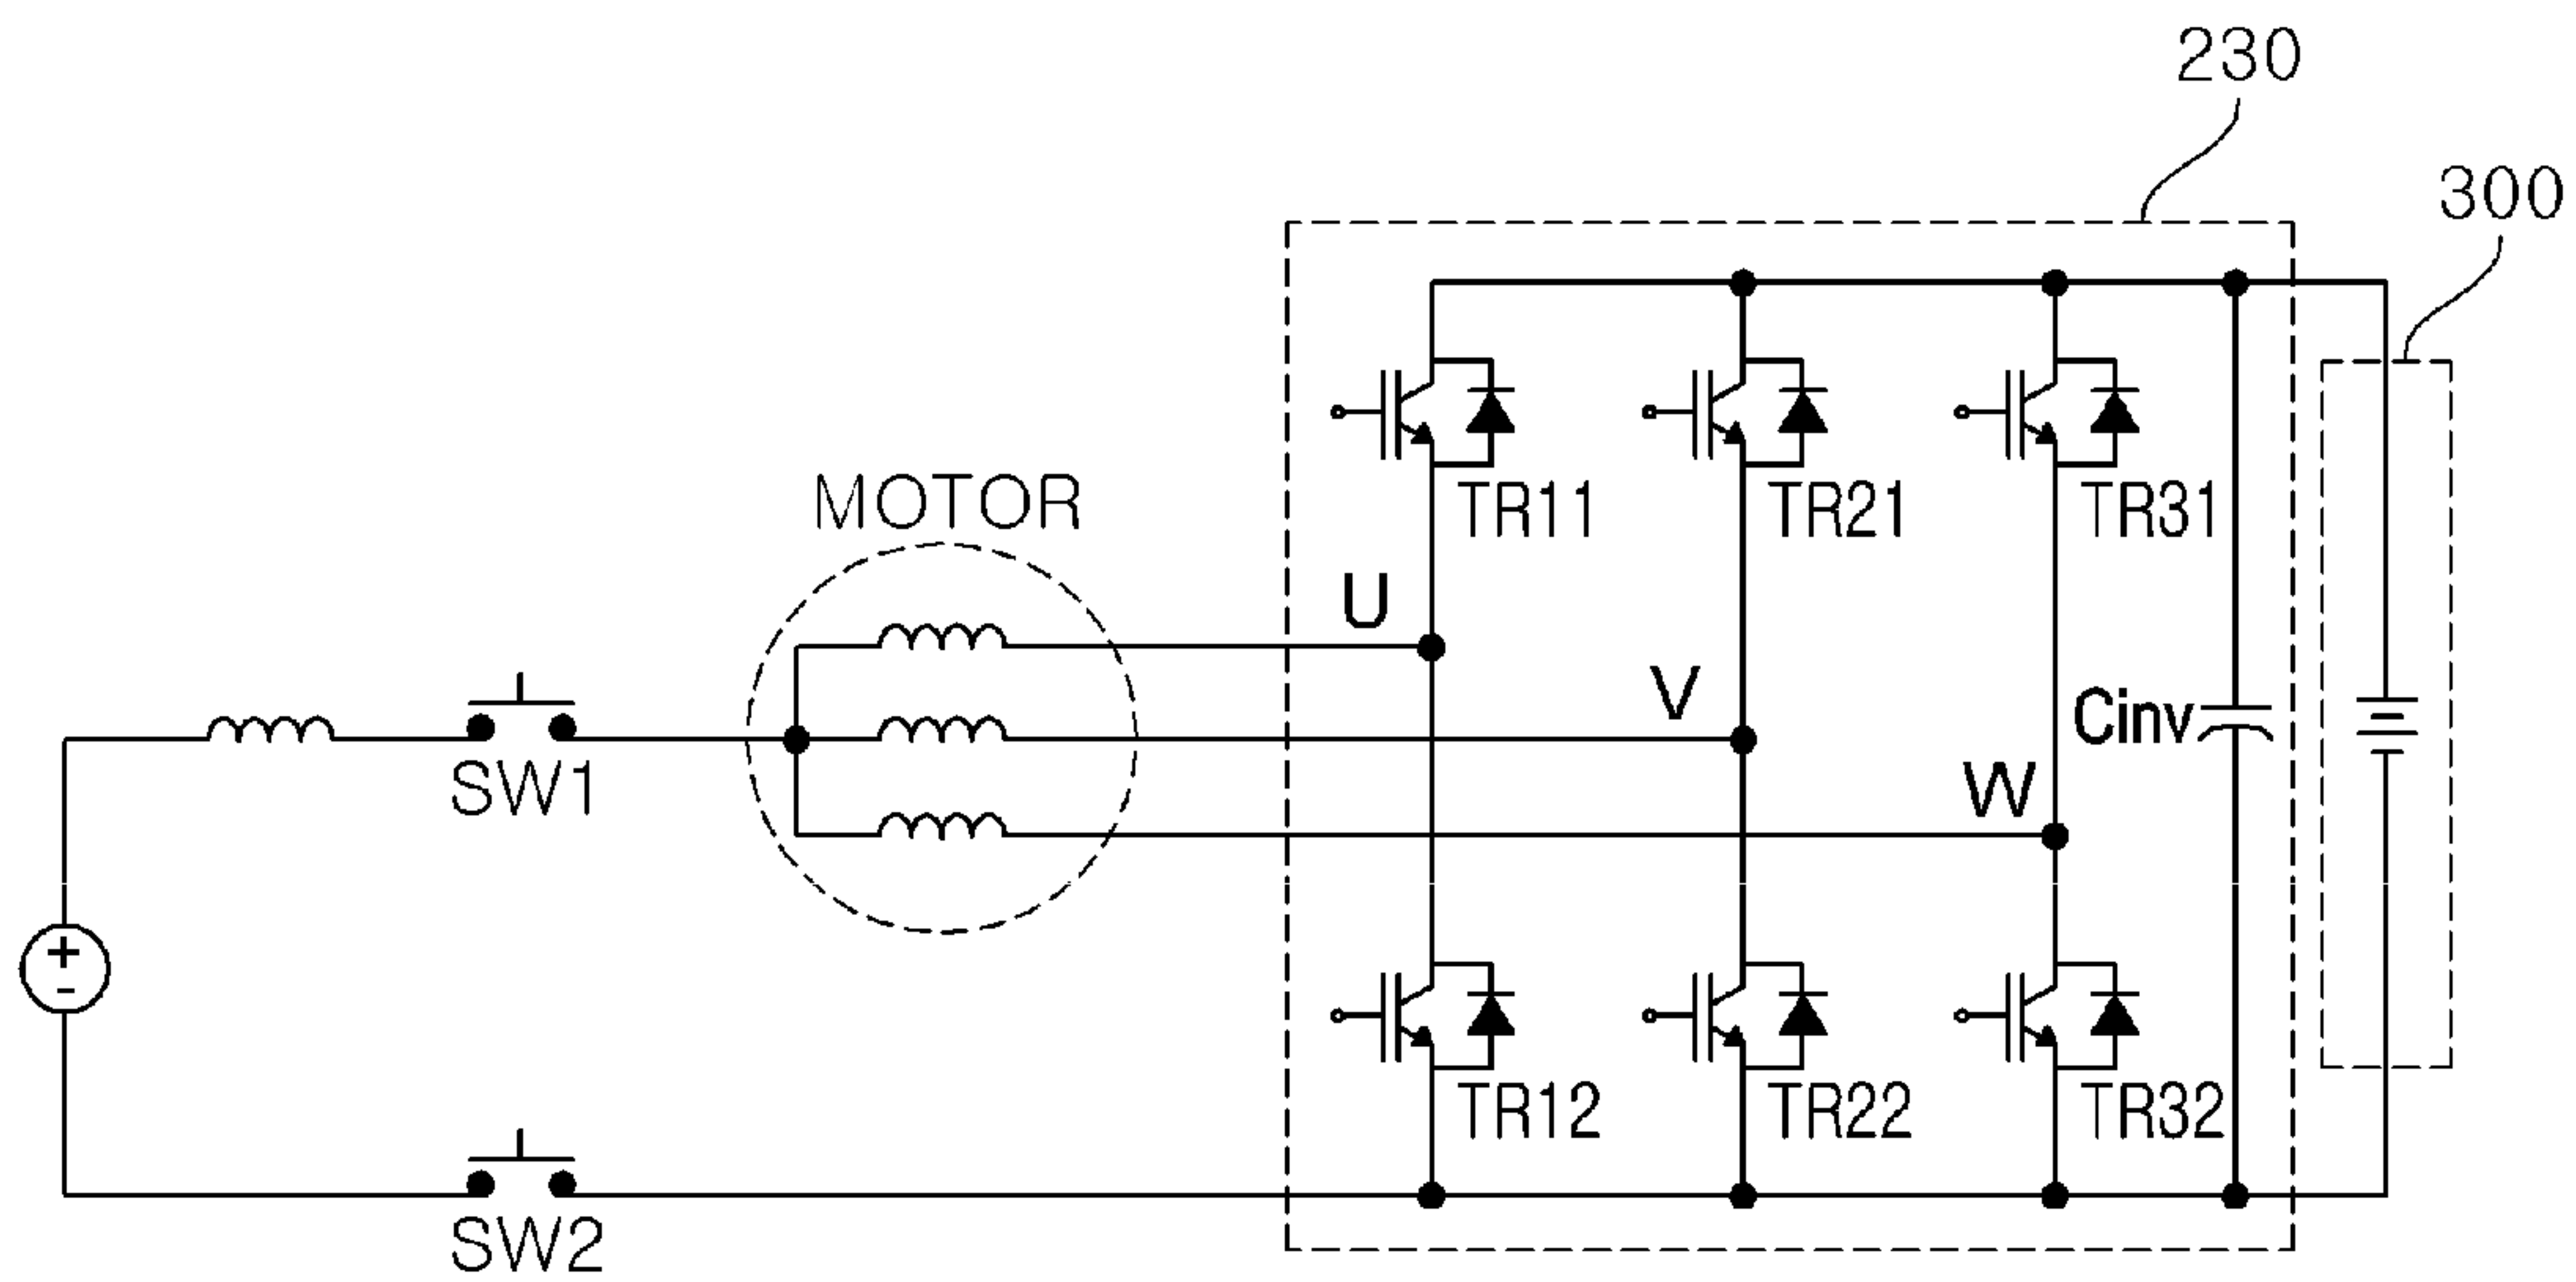 230
300
TR11
TR21
TR31
MOTOR
U
V
Cinv
W
SW1
+
-
TR12
TR22
TR32
SW2